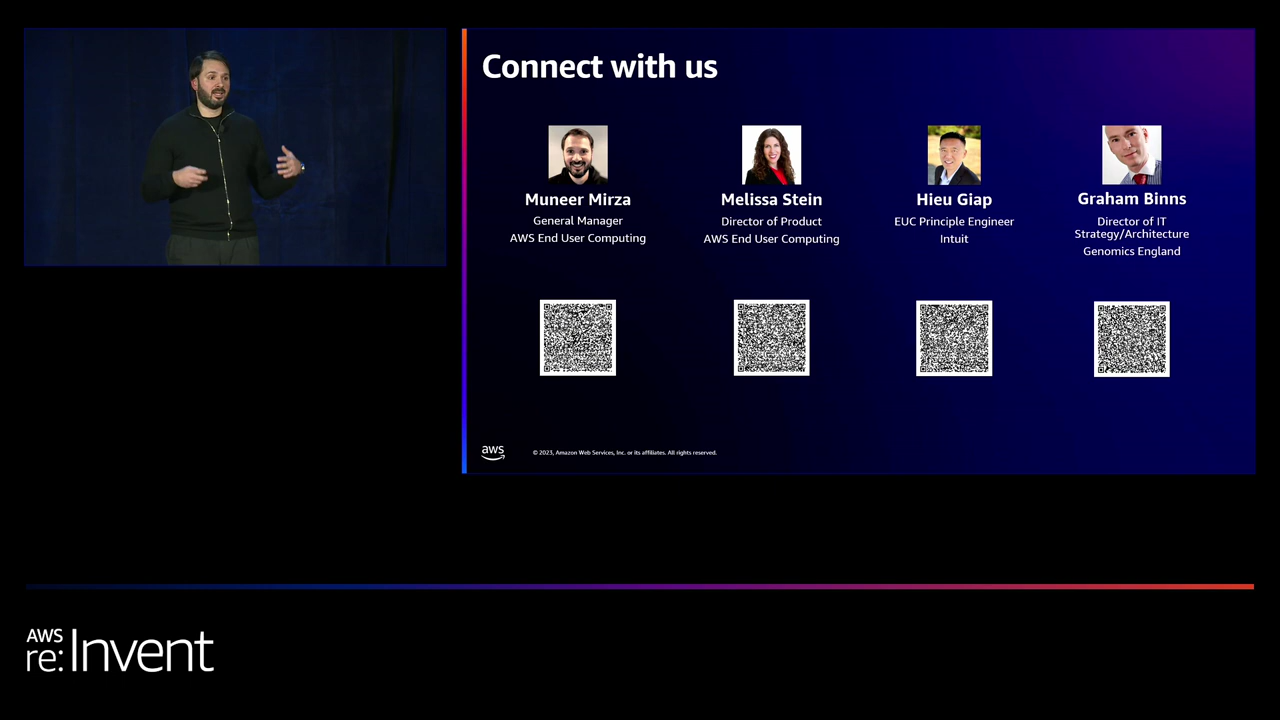 Connect with us
Muneer Mirza
General Manager
AWS End User Computing
Melissa Stein
Director of Product
AWS End User Computing
Hieu Giap
EUC Principle Engineer
Intuit
Graham Binns
Director of IT
Strategy/Architecture
Genomics England
aws
© 2023, Amazon Web Services, Inc. or its affiliates. All rights reserved.
AWS
re:Invent